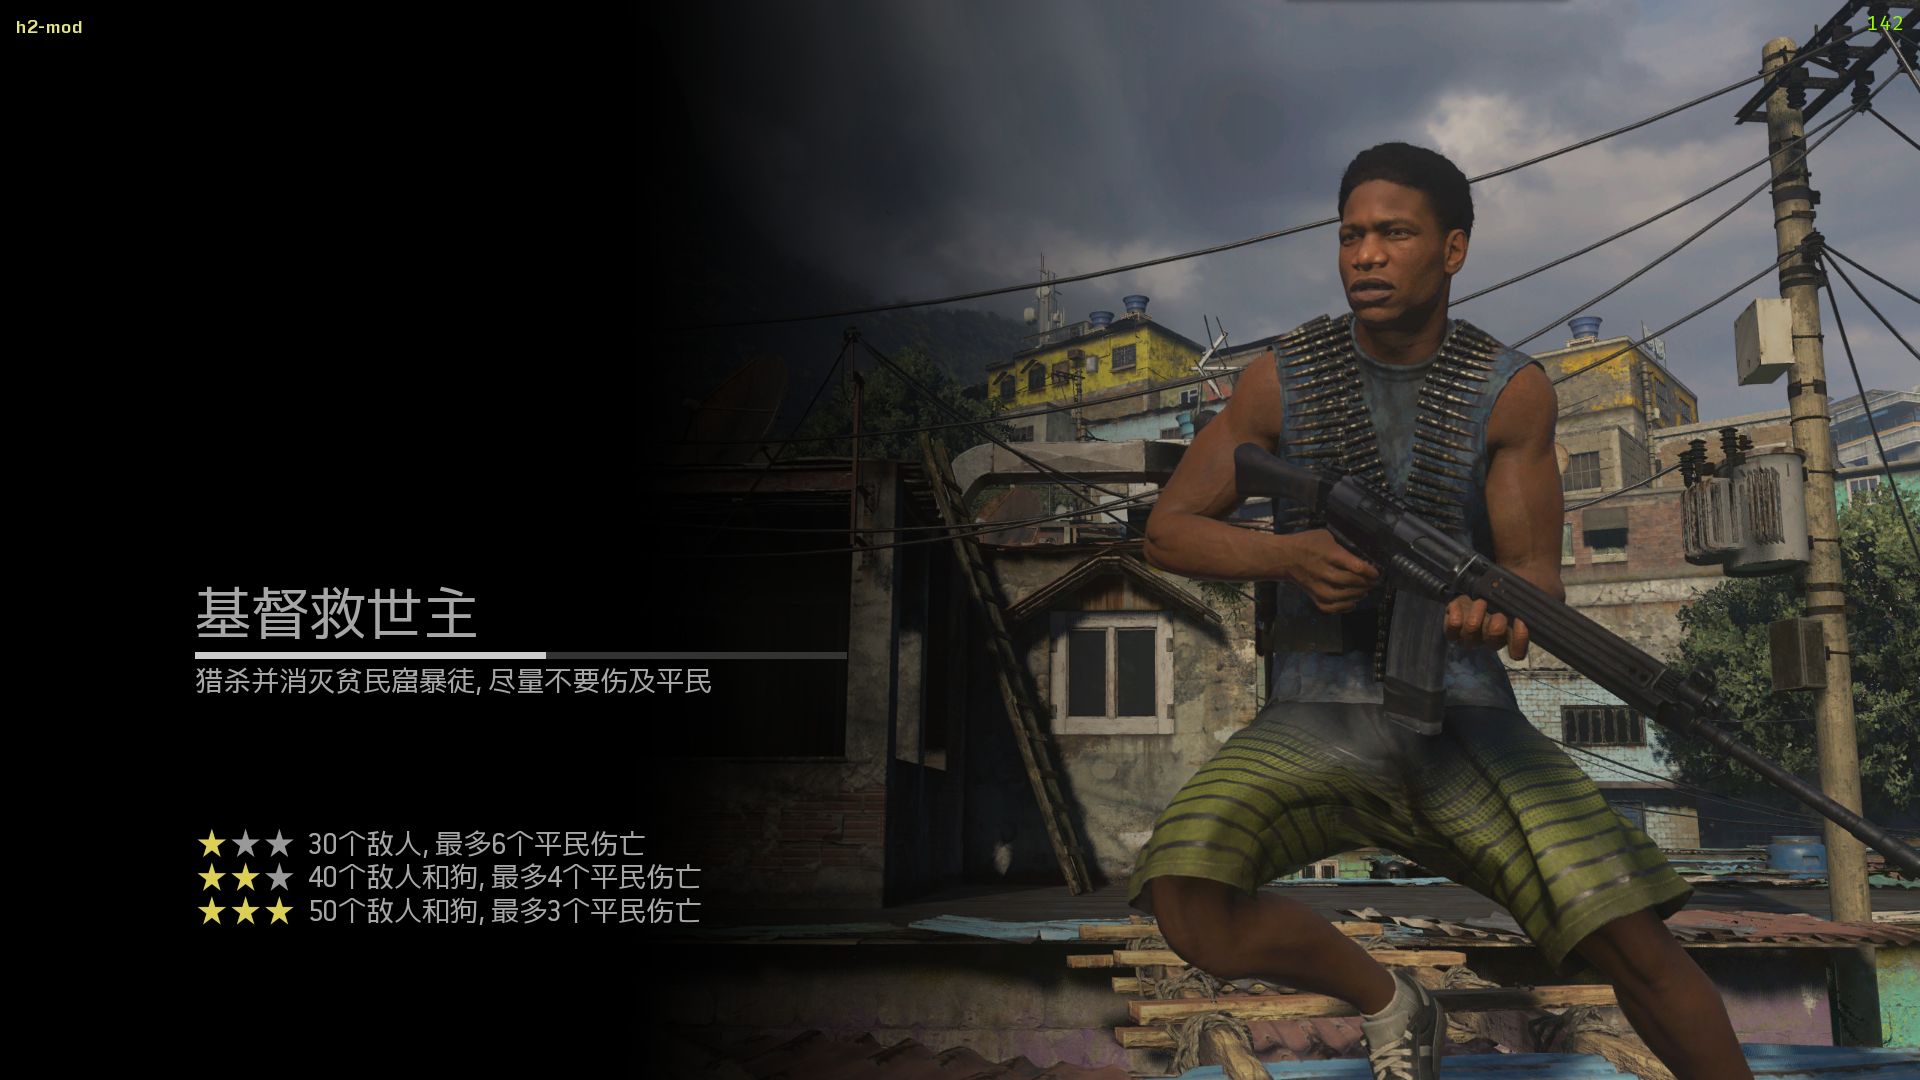 h2-mod
142
基督救世主
猎杀并消灭贫民窟暴徒, 尽量不要伤及平民
30个敌人, 最多6个平民伤亡
40个敌人和狗, 最多4个平民伤亡
50个敌人和狗, 最多3个平民伤亡